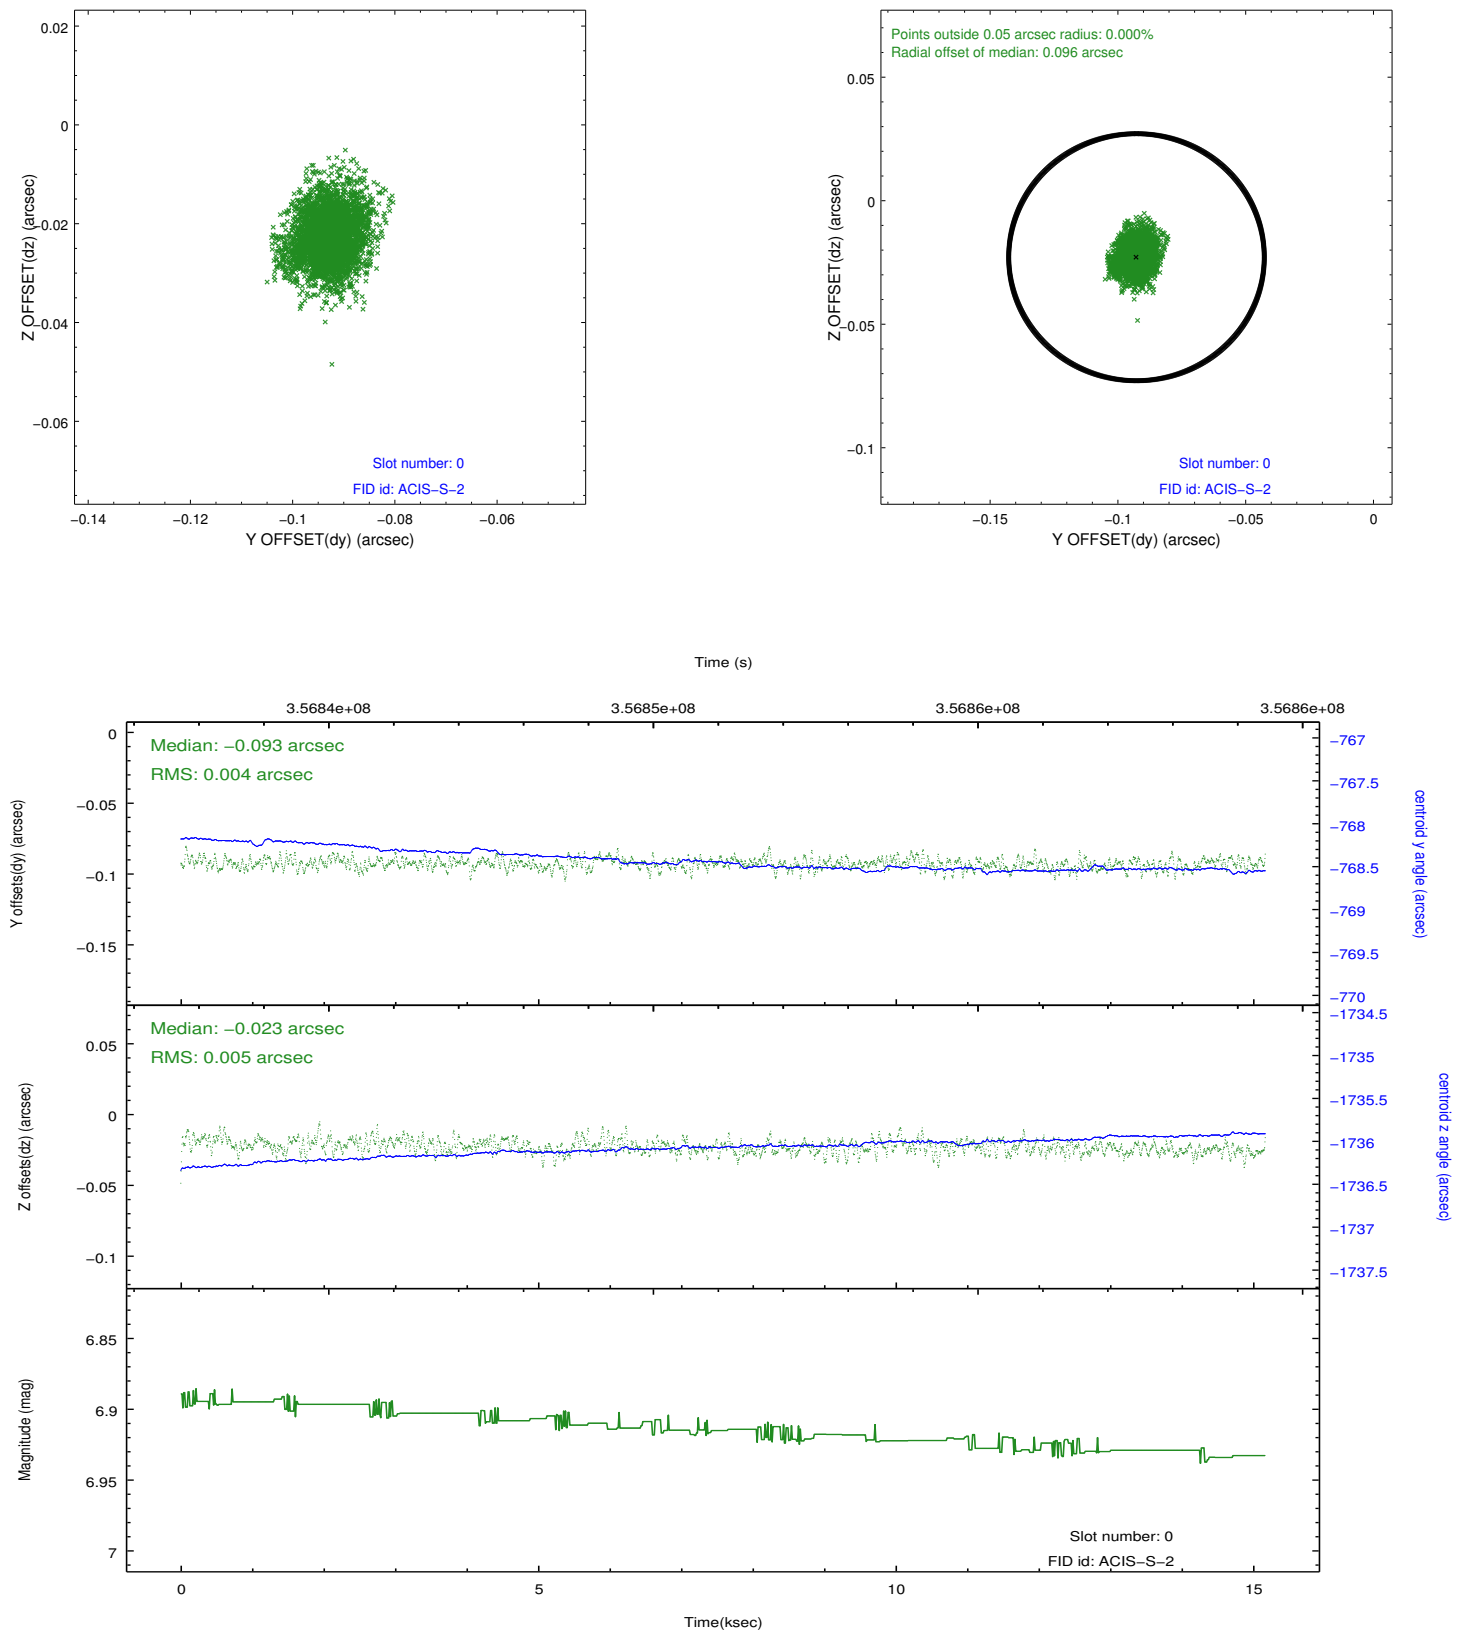 0.02
0
−0.02
−0.04
−0.06
Z OFFSET(dz) (arcsec)
Slot number: 0
FID id: ACIS−S−2
−0.14
−0.12
−0.1
−0.08
−0.06
Y OFFSET(dy) (arcsec)
Points outside 0.05 arcsec radius: 0.000%
Radial offset of median: 0.096 arcsec
0.05
0
−0.05
−0.1
Z OFFSET(dz) (arcsec)
Slot number: 0
FID id: ACIS−S−2
−0.15
−0.1
−0.05
0
Y OFFSET(dy) (arcsec)
Time (s)
3.5684e+08
3.5685e+08
3.5686e+08
3.5686e+08
Median: −0.093 arcsec
RMS: 0.004 arcsec
0
−0.05
−0.1
−0.15
Y offsets(dy) (arcsec)
−767
−767.5
−768
−768.5
−769
−769.5
−770
centroid y angle (arcsec)
Median: −0.023 arcsec
RMS: 0.005 arcsec
0.05
0
−0.05
−0.1
Z offsets(dz) (arcsec)
−1734.5
−1735
−1735.5
−1736
−1736.5
−1737
−1737.5
centroid z angle (arcsec)
6.85
6.9
6.95
7
Magnitude (mag)
Slot number: 0
FID id: ACIS−S−2
0
5
10
15
Time(ksec)